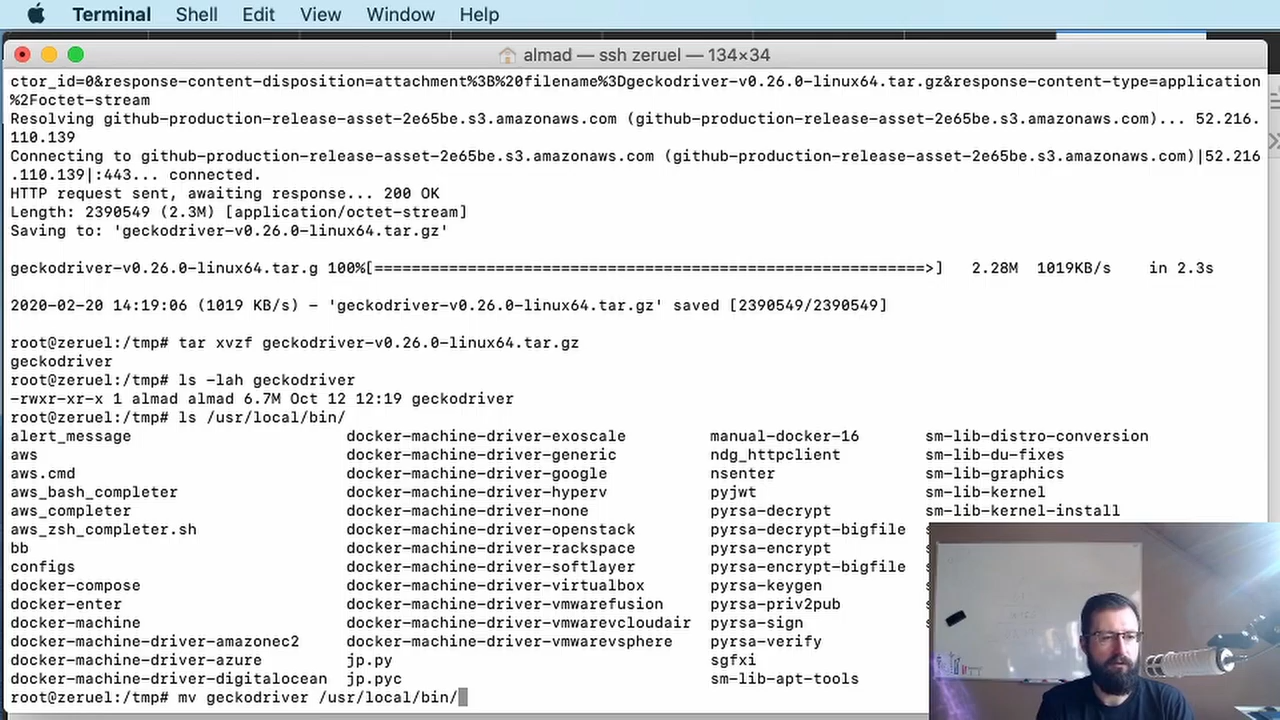 Terminal Shell Edit View Window Help
almad — ssh zeruel — 134×34
ctor_id=0&response-content-disposition=attachment%3B%20filename%3Dgeckodriver-v0.26.0-linux64.tar.gz&response-content-type=application
%2Foctet-stream
Resolving github-production-release-asset-2e65be.s3.amazonaws.com (github-production-release-asset-2e65be.s3.amazonaws.com)... 52.216.
110.139
Connecting to github-production-release-asset-2e65be.s3.amazonaws.com (github-production-release-asset-2e65be.s3.amazonaws.com)|52.216
.110.139|:443... connected.
HTTP request sent, awaiting response... 200 OK
Length: 2390549 (2.3M) [application/octet-stream]
Saving to: 'geckodriver-v0.26.0-linux64.tar.gz'
geckodriver-v0.26.0-linux64.tar.g 100%[===========================================================>] 2.28M 1019KB/s in 2.3s
2020-02-20 14:19:06 (1019 KB/s) - 'geckodriver-v0.26.0-linux64.tar.gz' saved [2390549/2390549]
root@zeruel:/tmp# tar xvzf geckodriver-v0.26.0-linux64.tar.gz
geckodriver
root@zeruel:/tmp# ls -lah geckodriver
-rwxr-xr-x 1 almad almad 6.7M Oct 12 12:19 geckodriver
root@zeruel:/tmp# ls /usr/local/bin/
alert_message docker-machine-driver-exoscale manual-docker-16 sm-lib-distro-conversion
aws docker-machine-driver-generic ndg_httpclient sm-lib-du-fixes
aws.cmd docker-machine-driver-google nsenter sm-lib-graphics
aws_bash_completer docker-machine-driver-hyperv pyjwt sm-lib-kernel
aws_completer docker-machine-driver-none pyrsa-decrypt sm-lib-kernel-install
aws_zsh_completer.sh docker-machine-driver-openstack pyrsa-decrypt-bigfile
bb docker-machine-driver-rackspace pyrsa-encrypt
configs docker-machine-driver-softlayer pyrsa-encrypt-bigfile
docker-compose docker-machine-driver-virtualbox pyrsa-keygen
docker-enter docker-machine-driver-vmwarefusion pyrsa-priv2pub
docker-machine docker-machine-driver-vmwarevcloudair pyrsa-sign
docker-machine-driver-amazonec2 docker-machine-driver-vmwarevsphere pyrsa-verify
docker-machine-driver-azure jp.py sgfxi
docker-machine-driver-digitalocean jp.pyc sm-lib-apt-tools
root@zeruel:/tmp# mv geckodriver /usr/local/bin/